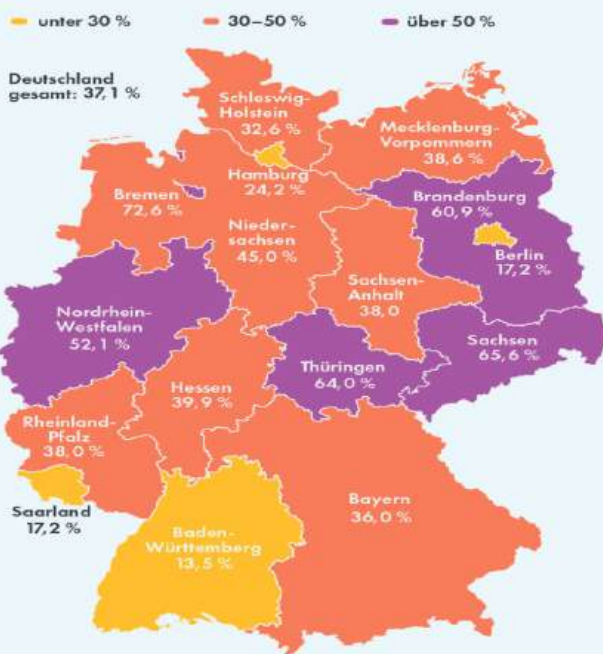 unter 30 %
30–50 %
über 50 %
Deutschland
gesamt: 37,1 %
Schleswig-
Holstein
32,6 %
Mecklenburg-
Vorpommern
38,6 %
Hamburg
24,2 %
Bremen
72,6 %
Brandenburg
60,9 %
Nieder-
sachsen
45,0 %
Berlin
17,2 %
Sachsen-
Anhalt
38,0
Nordrhein-
Westfalen
52,1 %
Sachsen
65,6 %
Thüringen
64,0 %
Hessen
39,9 %
Rheinland-
Pfalz
38,0 %
Saarland
17,2 %
Bayern
36,0 %
Baden-
Württemberg
13,5 %